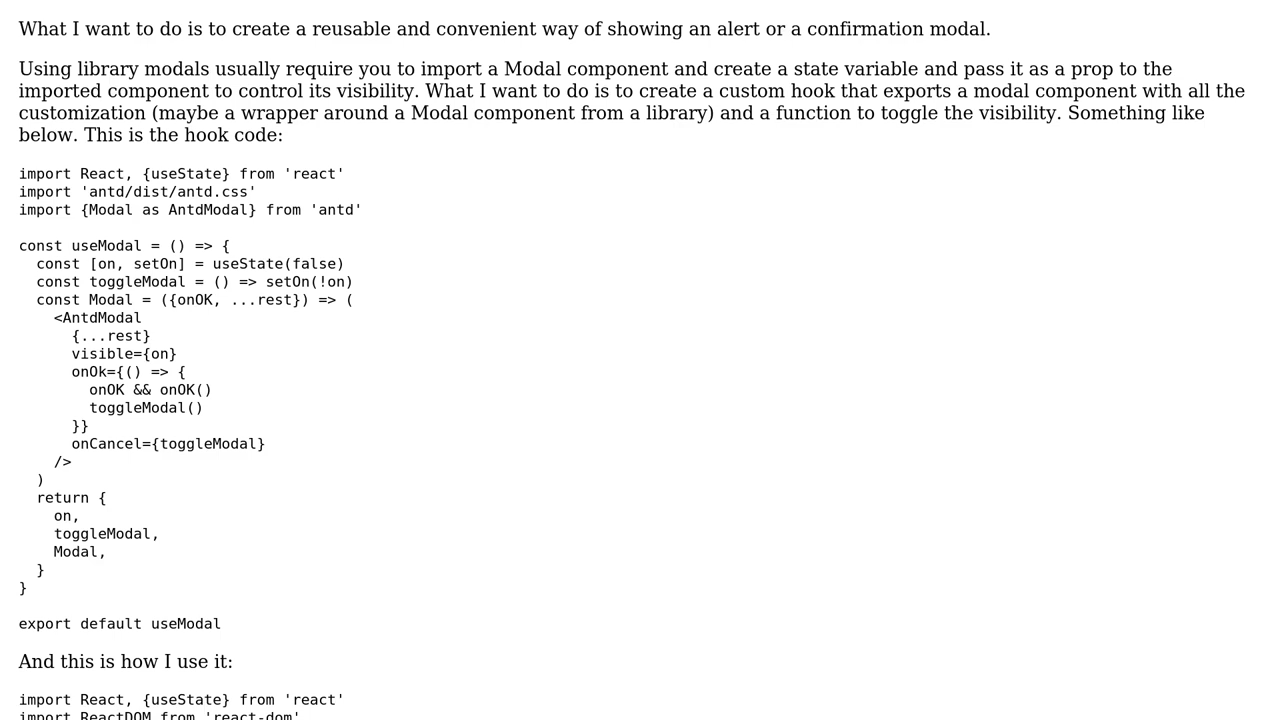 What I want to do is to create a reusable and convenient way of showing an alert or a confirmation modal.
Using library modals usually require you to import a Modal component and create a state variable and pass it as a prop to the
imported component to control its visibility. What I want to do is to create a custom hook that exports a modal component with all the
customization (maybe a wrapper around a Modal component from a library) and a function to toggle the visibility. Something like
below. This is the hook code:
import React, {useState} from 'react'
import 'antd/dist/antd.css'
import {Modal as AntdModal} from 'antd'
const useModal = () => {
  const [on, setOn] = useState(false)
  const toggleModal = () => setOn(!on)
  const Modal = ({onOK, ...rest}) => (
    <AntdModal
      {...rest}
      visible={on}
      onOk={() => {
        onOK && onOK()
        toggleModal()
      }}
      onCancel={toggleModal}
    />
  )
  return {
    on,
    toggleModal,
    Modal,
  }
}
export default useModal
And this is how I use it:
import React, {useState} from 'react'
import ReactDOM from 'react-dom'